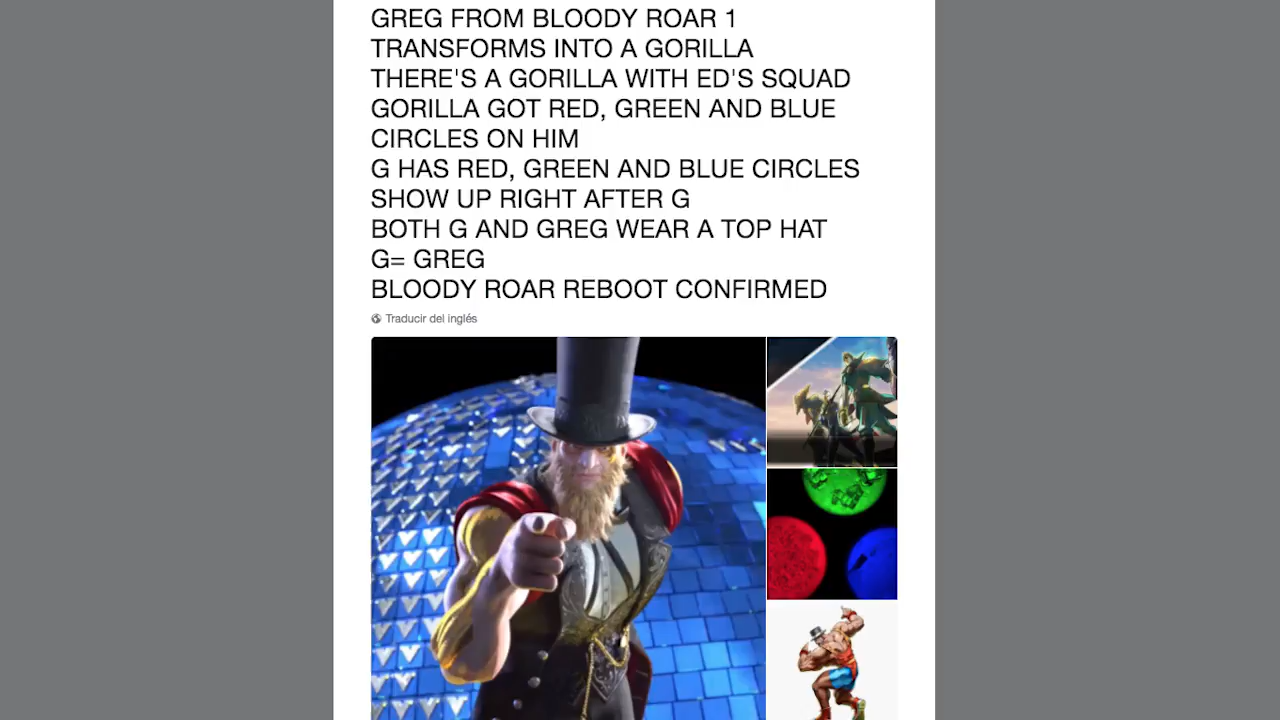 GREG FROM BLOODY ROAR 1
TRANSFORMS INTO A GORILLA
THERE'S A GORILLA WITH ED'S SQUAD
GORILLA GOT RED, GREEN AND BLUE
CIRCLES ON HIM
G HAS RED, GREEN AND BLUE CIRCLES
SHOW UP RIGHT AFTER G
BOTH G AND GREG WEAR A TOP HAT
G= GREG
BLOODY ROAR REBOOT CONFIRMED
Traducir del inglés